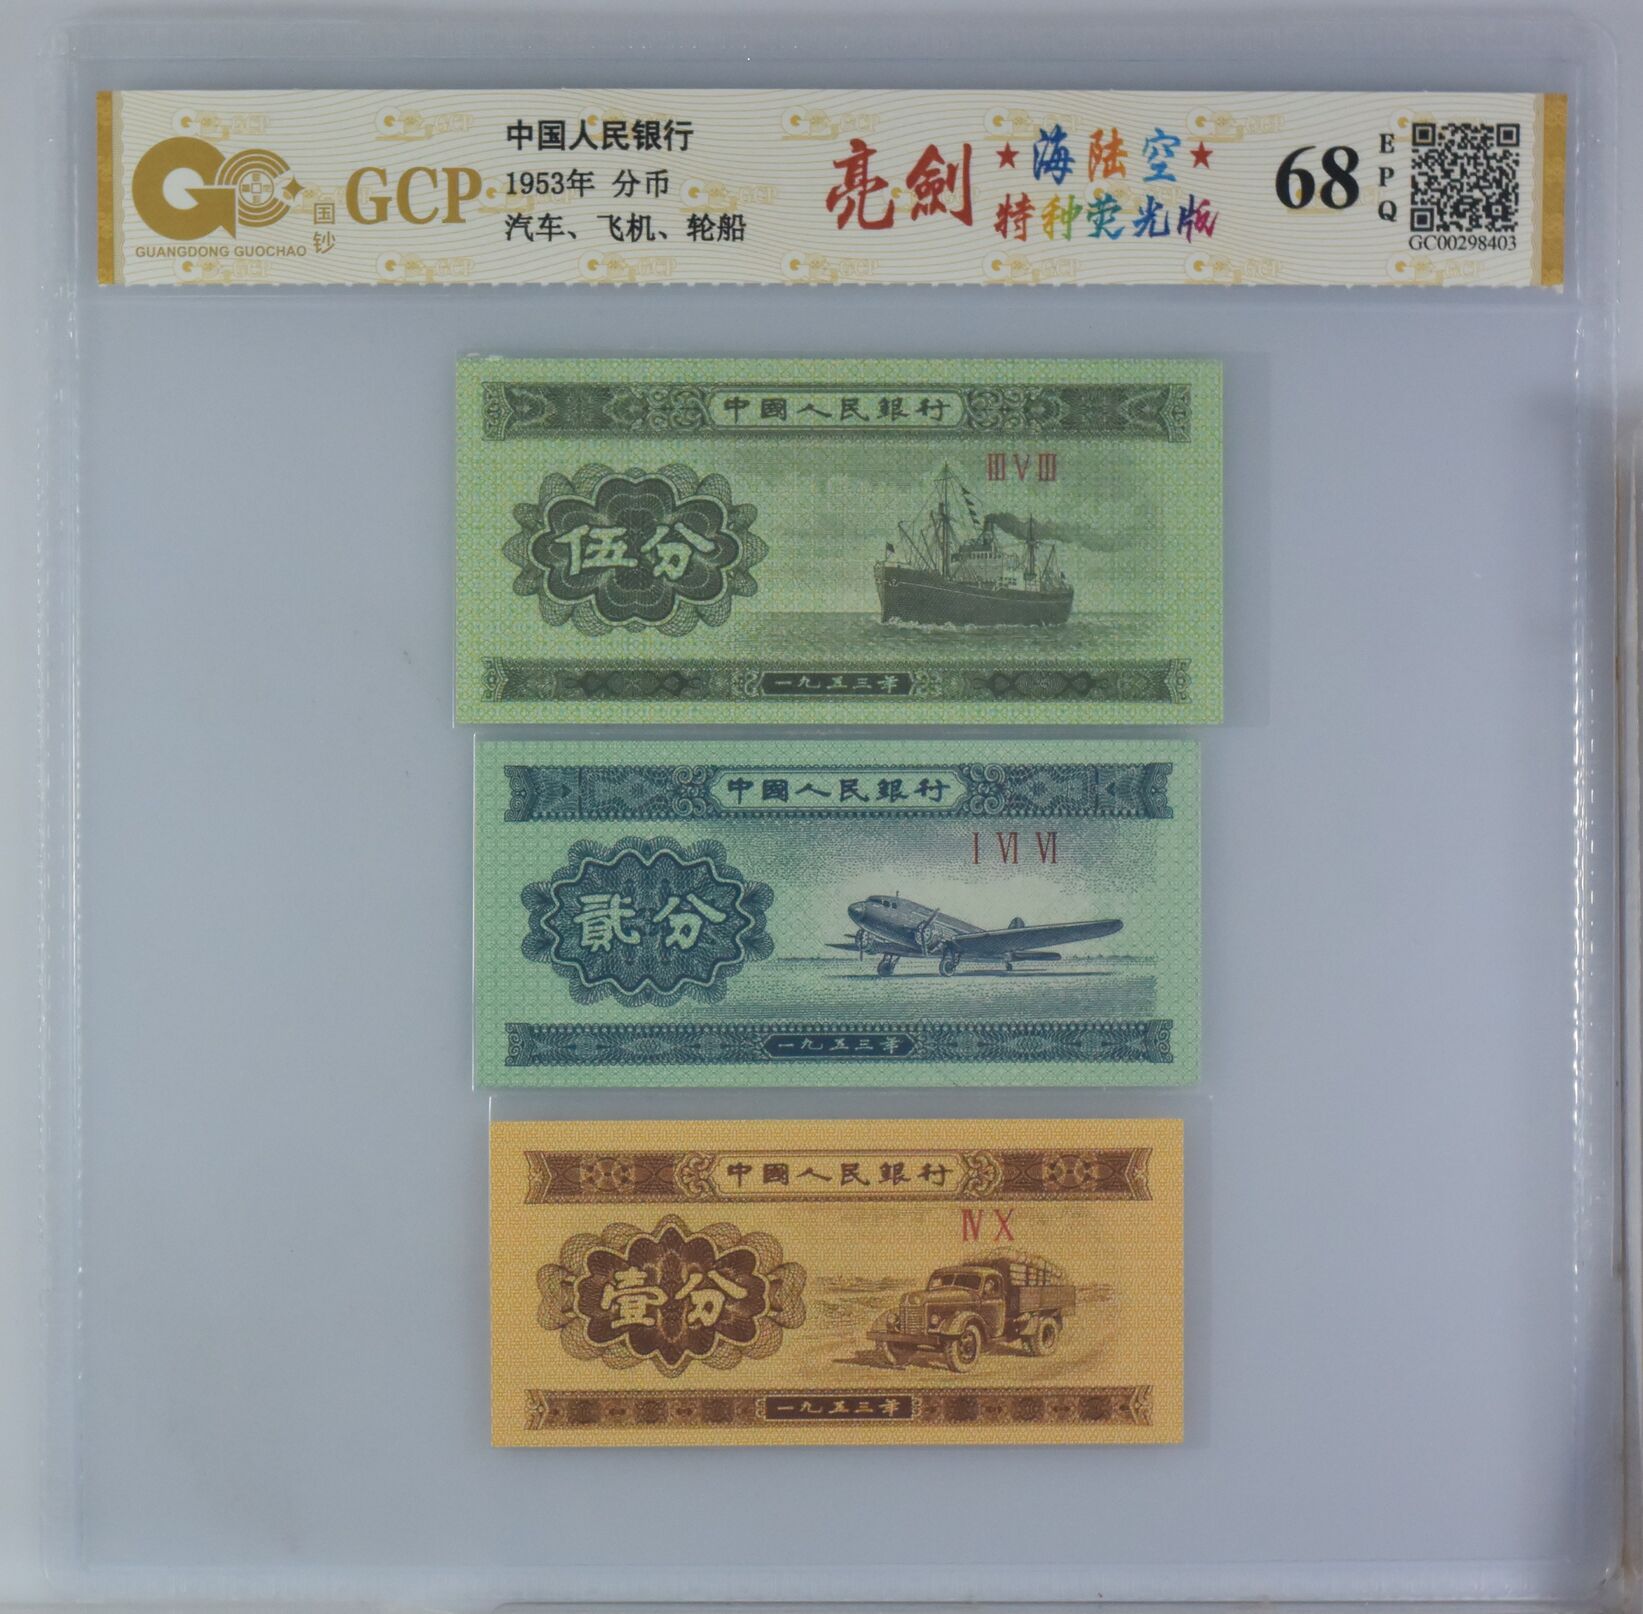 GC
国钞
GUANGDONG GUOCHAO
GCP
中国人民银行
1953年 分币
汽车、飞机、轮船
亮劍
★海陆空★
特种荧光版
68
EPQ
GC00298403
中國人民銀行
ⅢⅤⅢ
伍分
一九五三年
中國人民銀行
Ⅰ Ⅵ Ⅵ
貳分
一九五三年
中國人民銀行
Ⅳ Ⅹ
壹分
一九五三年